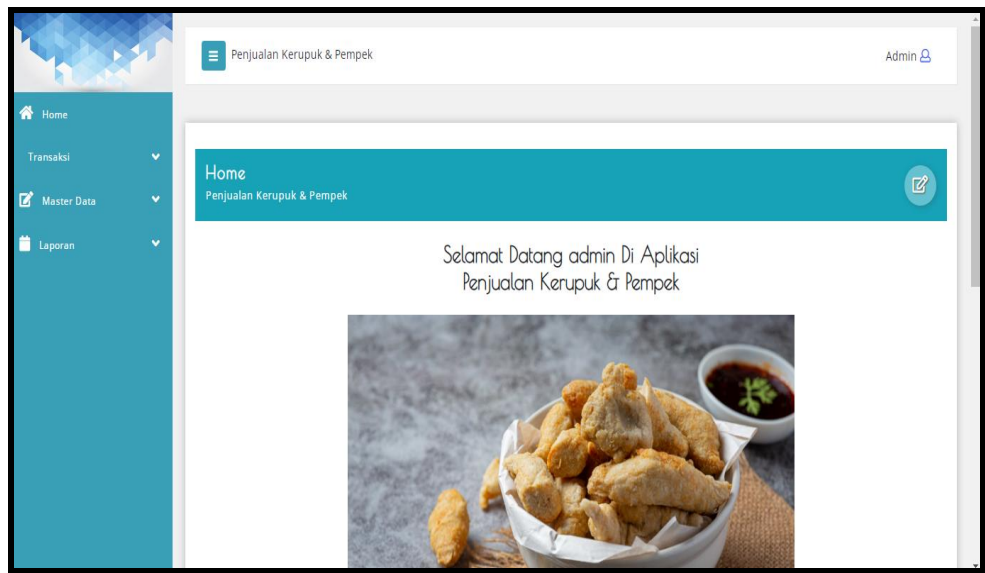 Penjualan Kerupuk & Pempek
Admin
Home
Transaksi
Master Data
Laporan
Home
Penjualan Kerupuk & Pempek
Selamat Datang admin Di Aplikasi
Penjualan Kerupuk & Pempek